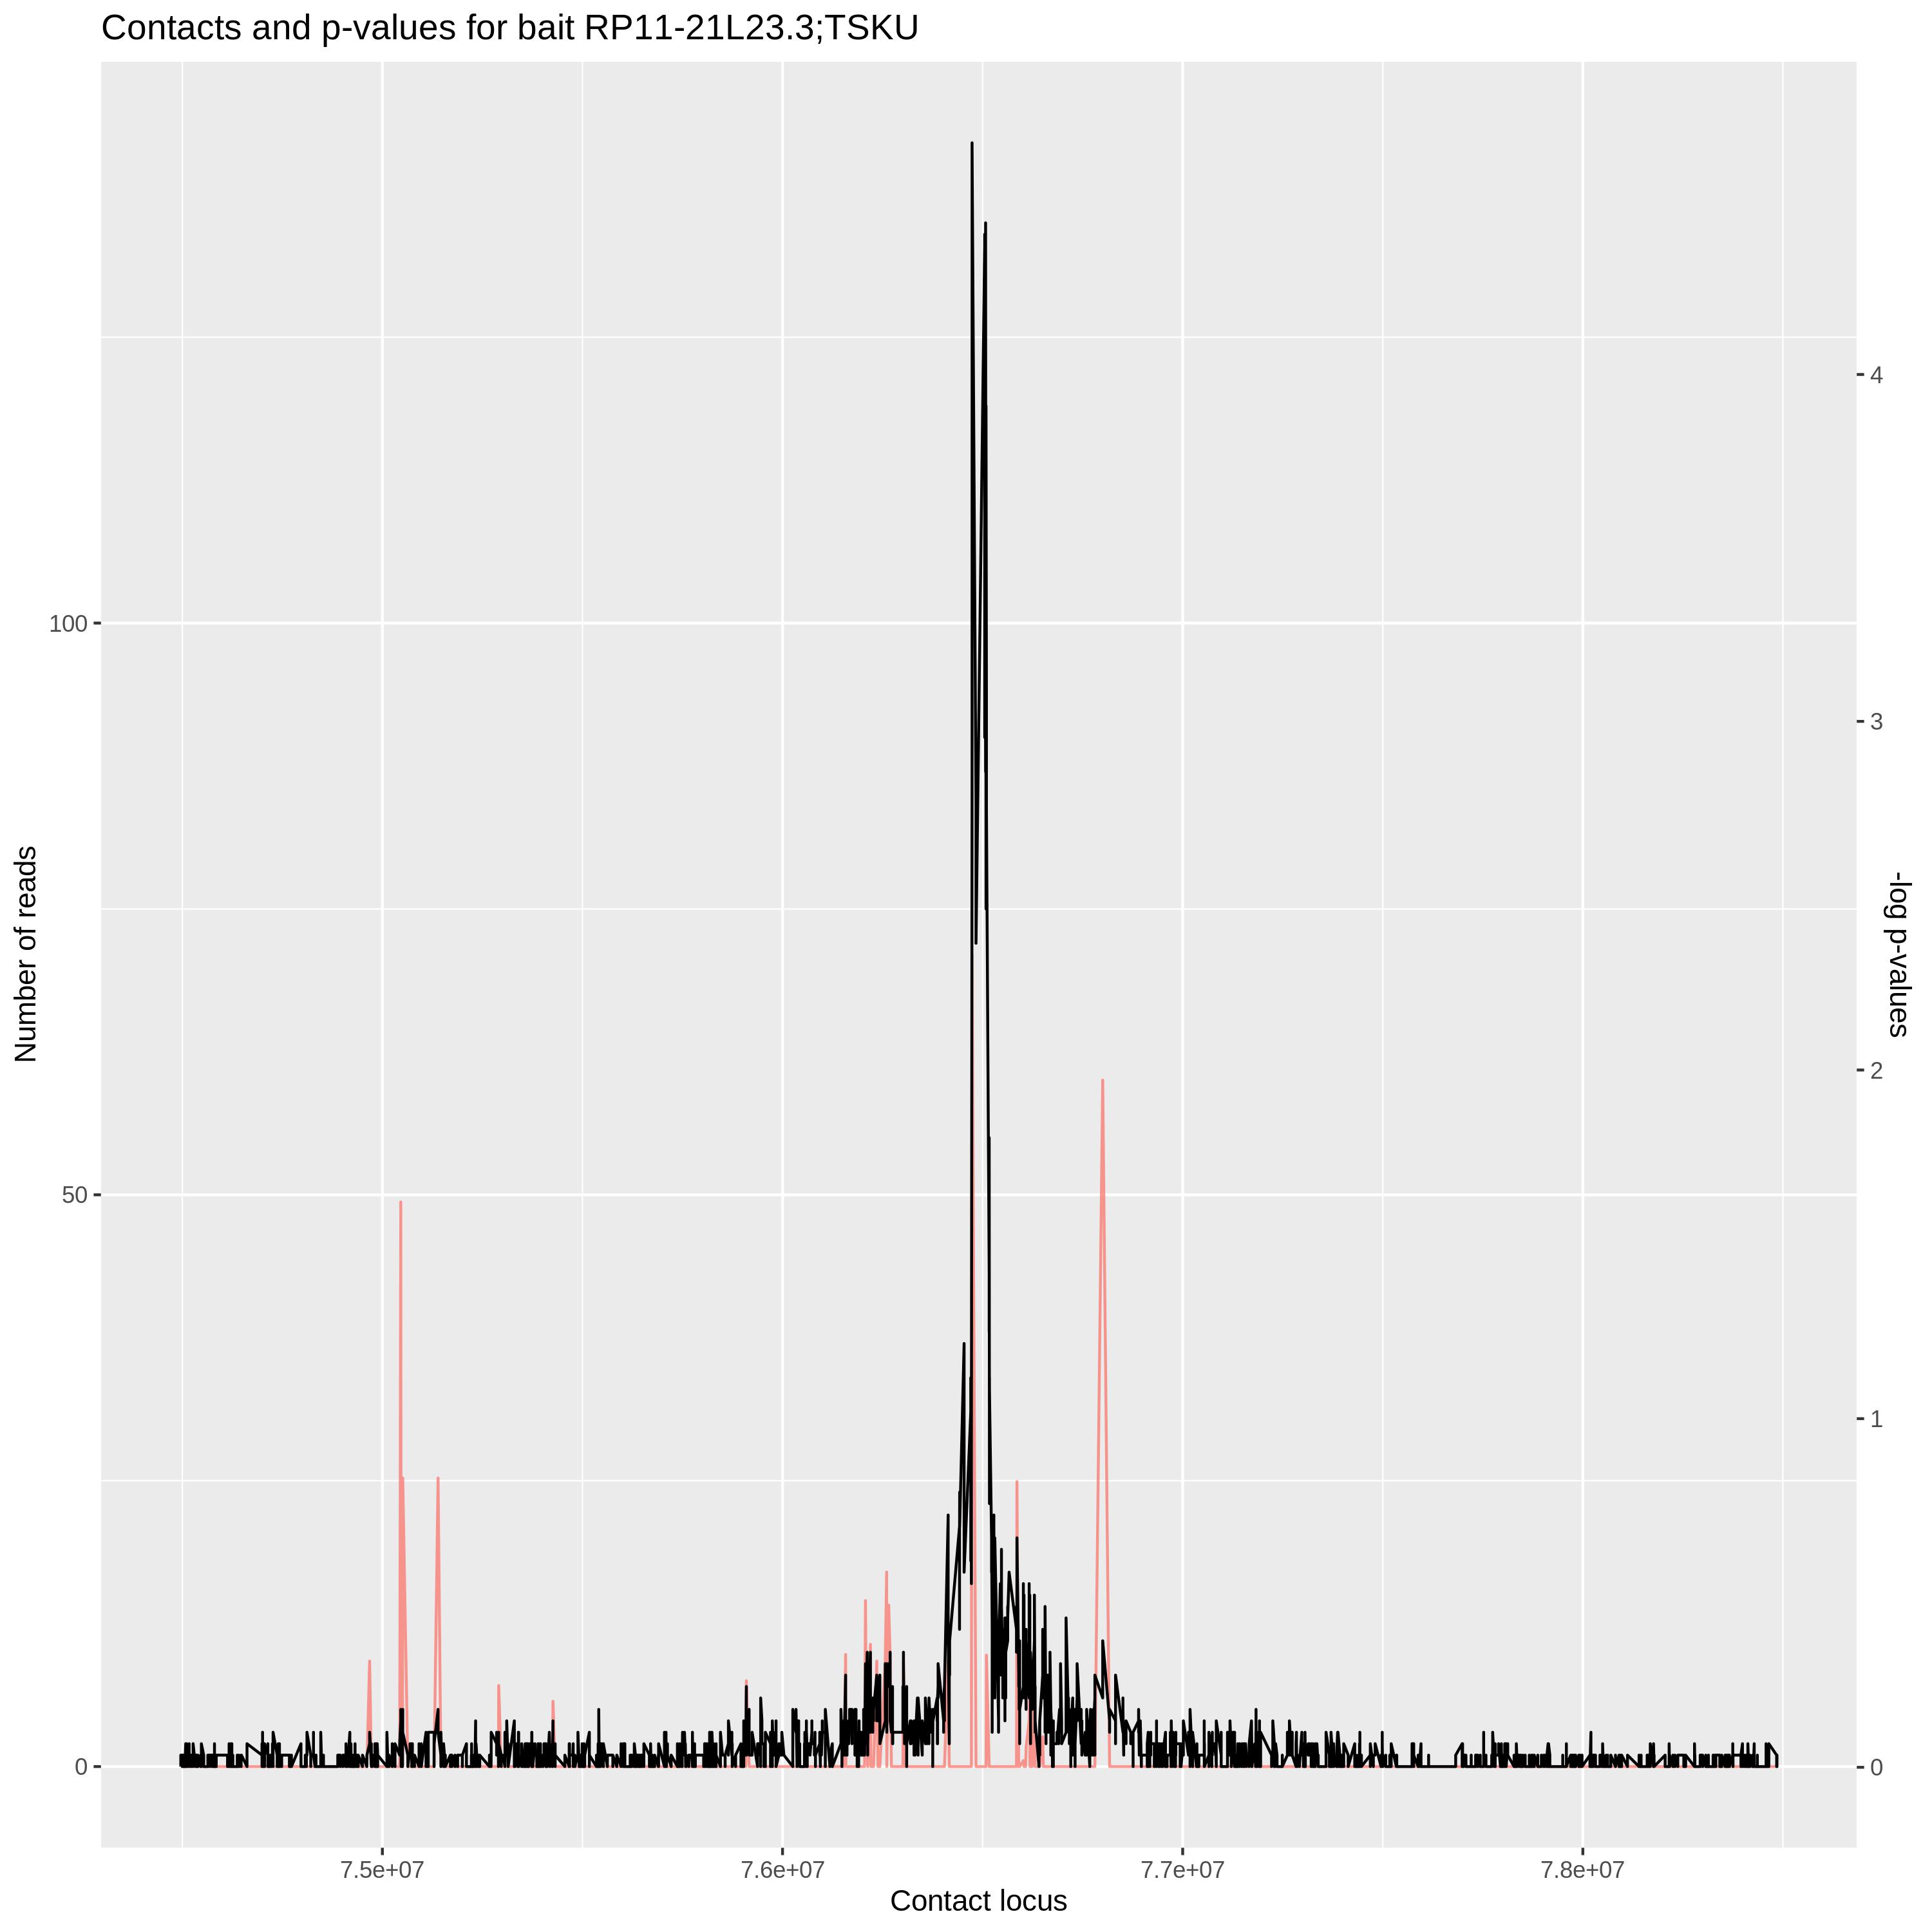 Contacts and p-values for bait RP11-21L23.3;TSKU
100
50
0
Number of reads
4
3
2
1
0
-log p-values
7.5e+07
7.6e+07
7.7e+07
7.8e+07
Contact locus